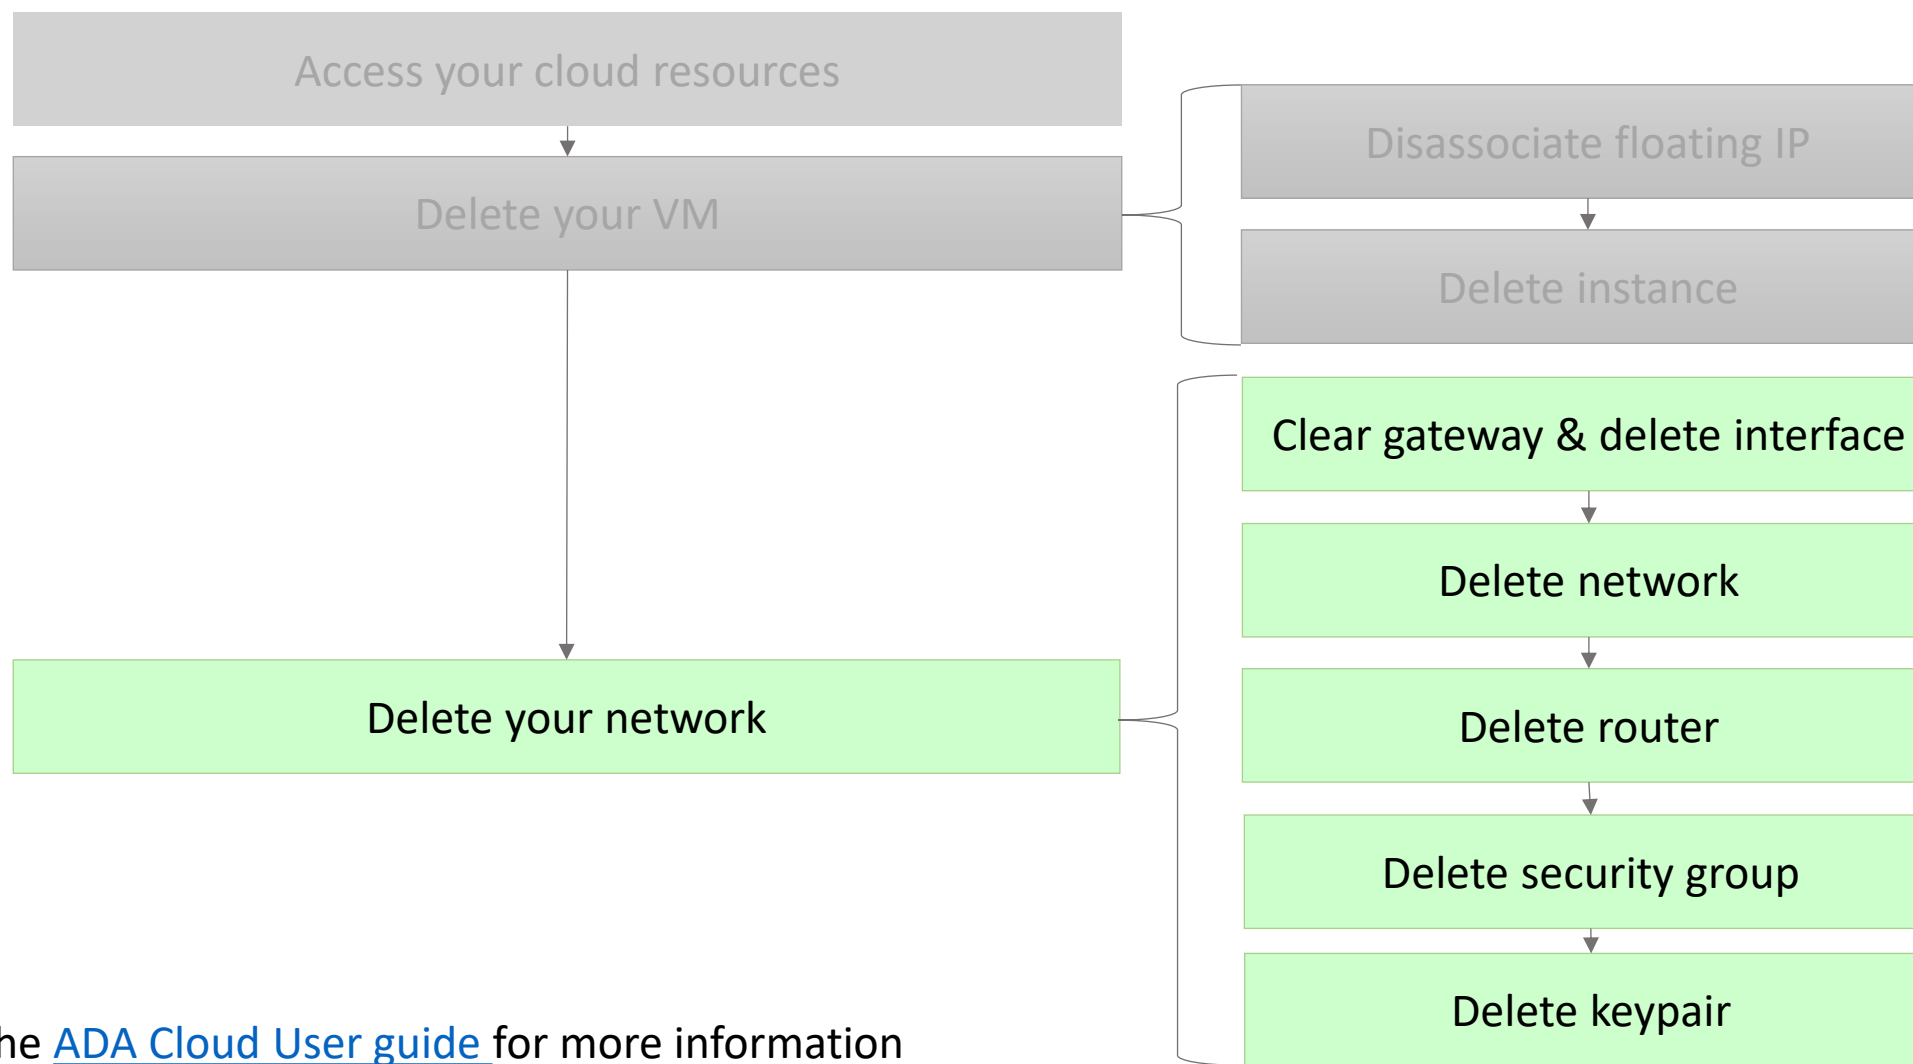 Access your cloud resources
Delete your VM
Disassociate floating IP
Delete instance
Delete your network
Clear gateway & delete interface
Delete network
Delete router
Delete security group
Delete keypair
he ADA Cloud User guide for more information